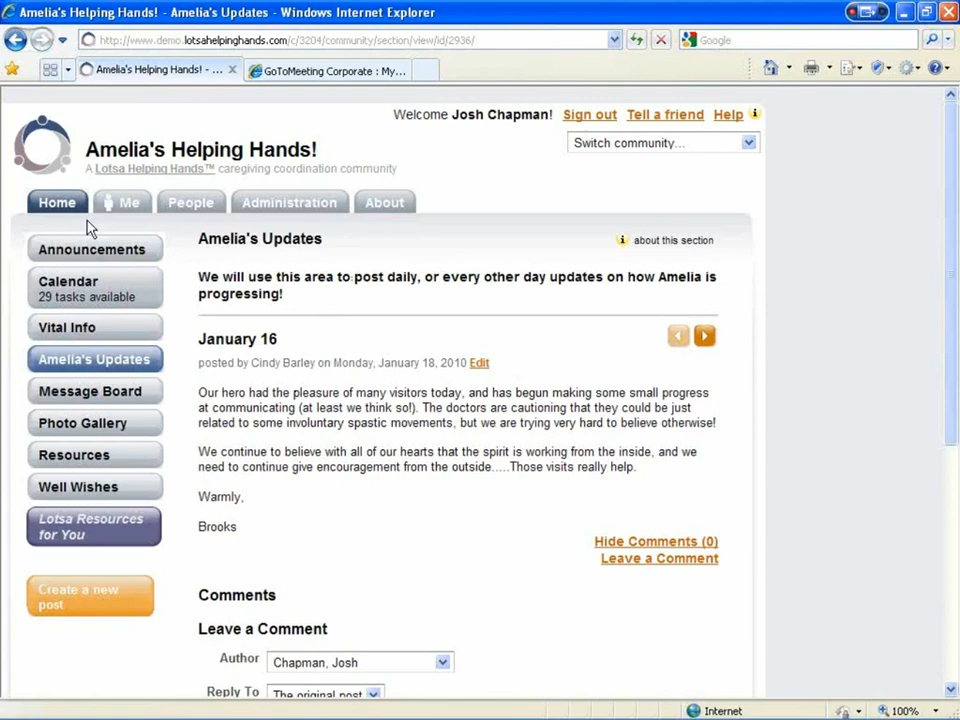 Amelia's Helping Hands! - Amelia's Updates - Windows Internet Explorer
http://www.demo.lotsahelpinghands.com/c/3204/community/section/view/id/2936/
Google
Amelia's Helping Hands! - ...
GoToMeeting Corporate : My...
Welcome Josh Chapman! Sign out Tell a friend Help
Switch community...
Amelia's Helping Hands!
A Lotsa Helping Hands™ caregiving coordination community
Home Me People Administration About
Announcements
Calendar
29 tasks available
Vital Info
Amelia's Updates
Message Board
Photo Gallery
Resources
Well Wishes
Lotsa Resources
for You
Create a new
post
Amelia's Updates
about this section
We will use this area to post daily, or every other day updates on how Amelia is
progressing!
January 16
posted by Cindy Barley on Monday, January 18, 2010 Edit
Our hero had the pleasure of many visitors today, and has begun making some small progress
at communicating (at least we think so!). The doctors are cautioning that they could be just
related to some involuntary spastic movements, but we are trying very hard to believe otherwise!
We continue to believe with all of our hearts that the spirit is working from the inside, and we
need to continue give encouragement from the outside.....Those visits really help.
Warmly,
Brooks
Hide Comments (0)
Leave a Comment
Comments
Leave a Comment
Author Chapman, Josh
Reply To The original post
Internet
100%